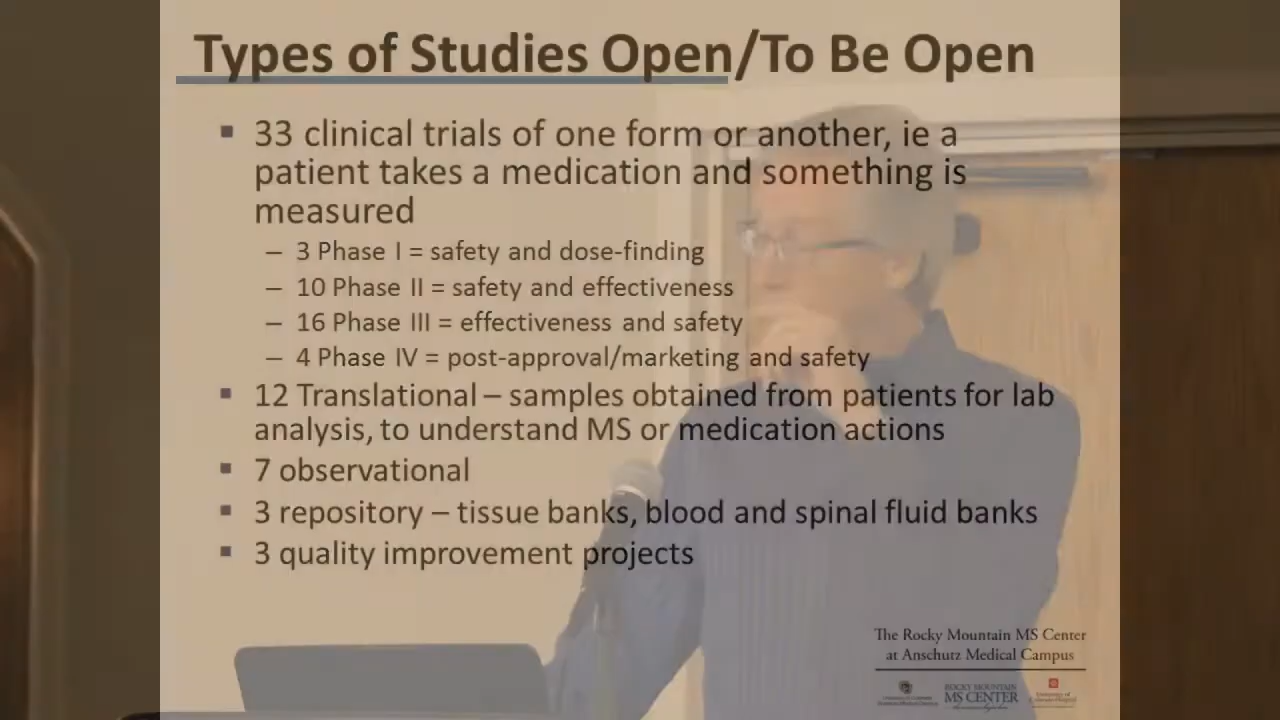 Types of Studies Open/To Be Open
▪ 33 clinical trials of one form or another, ie a
patient takes a medication and something is
measured
– 3 Phase I = safety and dose-finding
– 10 Phase II = safety and effectiveness
– 16 Phase III = effectiveness and safety
– 4 Phase IV = post-approval/marketing and safety
▪ 12 Translational – samples obtained from patients for lab
analysis, to understand MS or medication actions
▪ 7 observational
▪ 3 repository – tissue banks, blood and spinal fluid banks
▪ 3 quality improvement projects
The Rocky Mountain MS Center
at Anschutz Medical Campus
ROCKY MOUNTAIN
MS CENTER